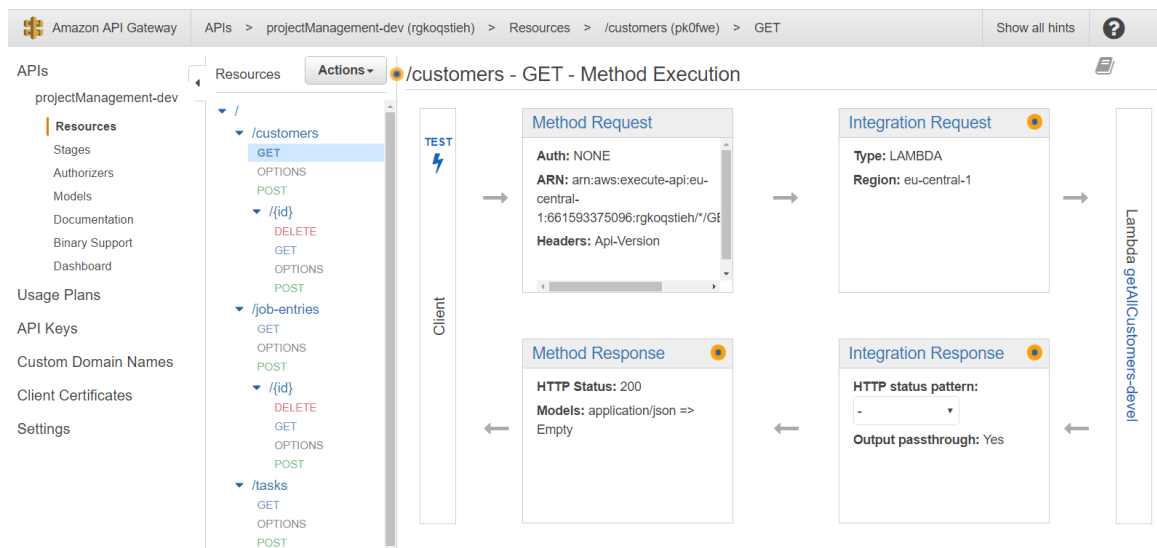 Amazon API Gateway
APIs > projectManagement-dev (rgkoqstieh) > Resources > /customers (pk0fwe) > GET
Show all hints
?
APIs
projectManagement-dev
Resources
Stages
Authorizers
Models
Documentation
Binary Support
Dashboard
Usage Plans
API Keys
Custom Domain Names
Client Certificates
Settings
Resources
Actions
/
/customers
GET
OPTIONS
POST
/{id}
DELETE
GET
OPTIONS
POST
/job-entries
GET
OPTIONS
POST
/{id}
DELETE
GET
OPTIONS
POST
/tasks
GET
OPTIONS
POST
/customers - GET - Method Execution
TEST
Client
Method Request
Auth: NONE
ARN: arn:aws:execute-api:eu-
central-
1:661593375096:rgkoqstieh/*/GE
Headers: Api-Version
Integration Request
Type: LAMBDA
Region: eu-central-1
Lambda getAllCustomers-devel
Method Response
HTTP Status: 200
Models: application/json =>
Empty
Integration Response
HTTP status pattern:
-
Output passthrough: Yes